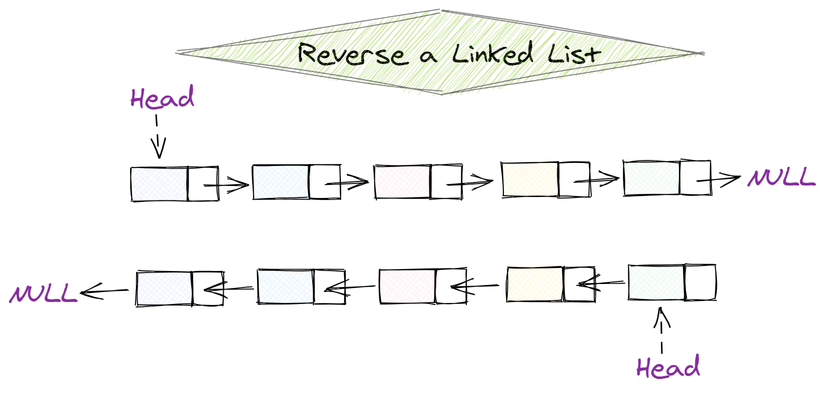 Reverse a Linked List
Head
NULL
NULL
Head